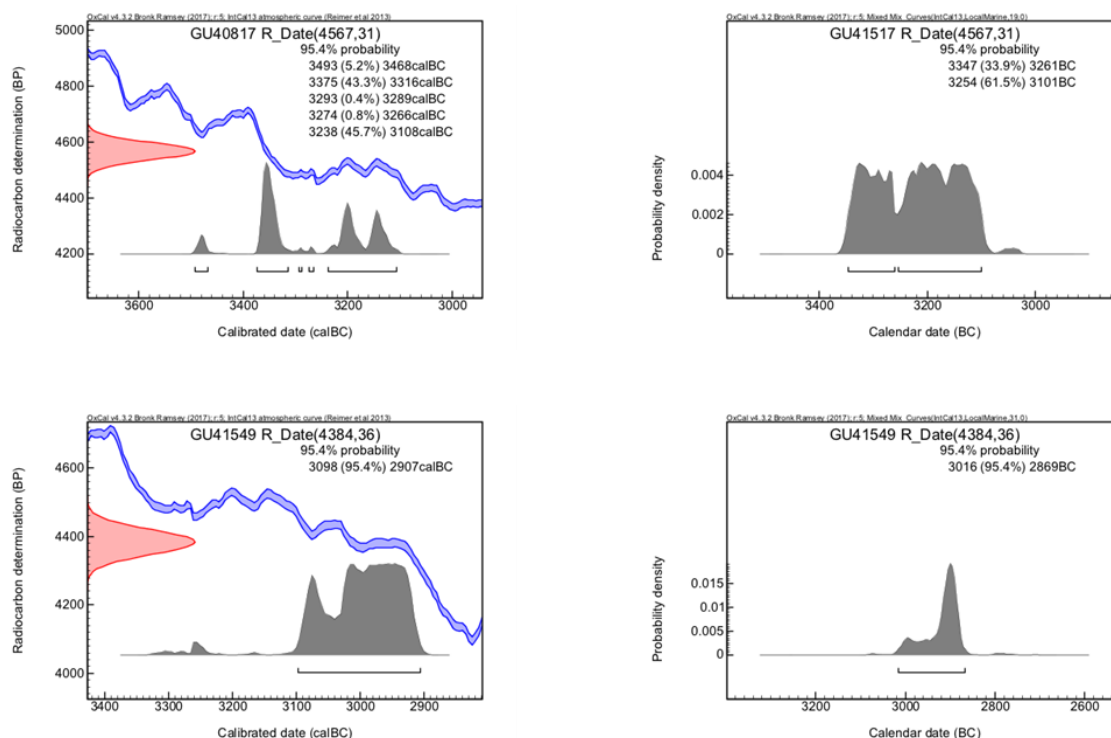 OxCal v4.3.2 Bronk Ramsey (2017); r:5; IntCal13 atmospheric curve (Reimer et al 2013)
GU40817 R_Date(4567,31)
95.4% probability
3493 (5.2%) 3468calBC
3375 (43.3%) 3316calBC
3293 (0.4%) 3289calBC
3274 (0.8%) 3266calBC
3238 (45.7%) 3108calBC
Radiocarbon determination (BP)
5000
4800
4600
4400
4200
3600
3400
3200
3000
Calibrated date (calBC)
OxCal v4.3.2 Bronk Ramsey (2017); r:5; Mixed Mix_Curves(IntCal13,LocalMarine,19,0)
GU41517 R_Date(4567,31)
95.4% probability
3347 (33.9%) 3261BC
3254 (61.5%) 3101BC
Probability density
0.004
0.002
0
3400
3200
3000
Calendar date (BC)
OxCal v4.3.2 Bronk Ramsey (2017); r:5; IntCal13 atmospheric curve (Reimer et al 2013)
GU41549 R_Date(4384,36)
95.4% probability
3098 (95.4%) 2907calBC
Radiocarbon determination (BP)
4600
4400
4200
4000
3400
3300
3200
3100
3000
2900
Calibrated date (calBC)
OxCal v4.3.2 Bronk Ramsey (2017); r:5; Mixed Mix_Curves(IntCal13,LocalMarine,31,0)
GU41549 R_Date(4384,36)
95.4% probability
3016 (95.4%) 2869BC
Probability density
0.015
0.01
0.005
0
3200
3000
2800
2600
Calendar date (BC)